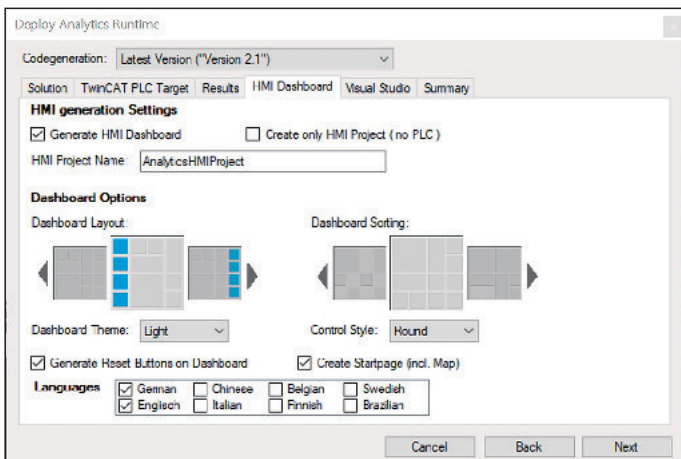 Deploy Analytics Runtime
Codegeneration: Latest Version ("Version 2.1")
Solution TwinCAT PLC Target Results HMI Dashboard Visual Studio Summary
HMI generation Settings
Generate HMI Dashboard Create only HMI Project ( no PLC )
HMI Project Name: AnalyticsHMIProject
Dashboard Options
Dashboard Layout: Dashboard Sorting:
Dashboard Theme: Light Control Style: Round
Generate Reset Buttons on Dashboard Create Startpage (incl. Map)
Languages German Chinese Belgian Swedish
Englisch Italian Finnish Brazilian
Cancel Back Next